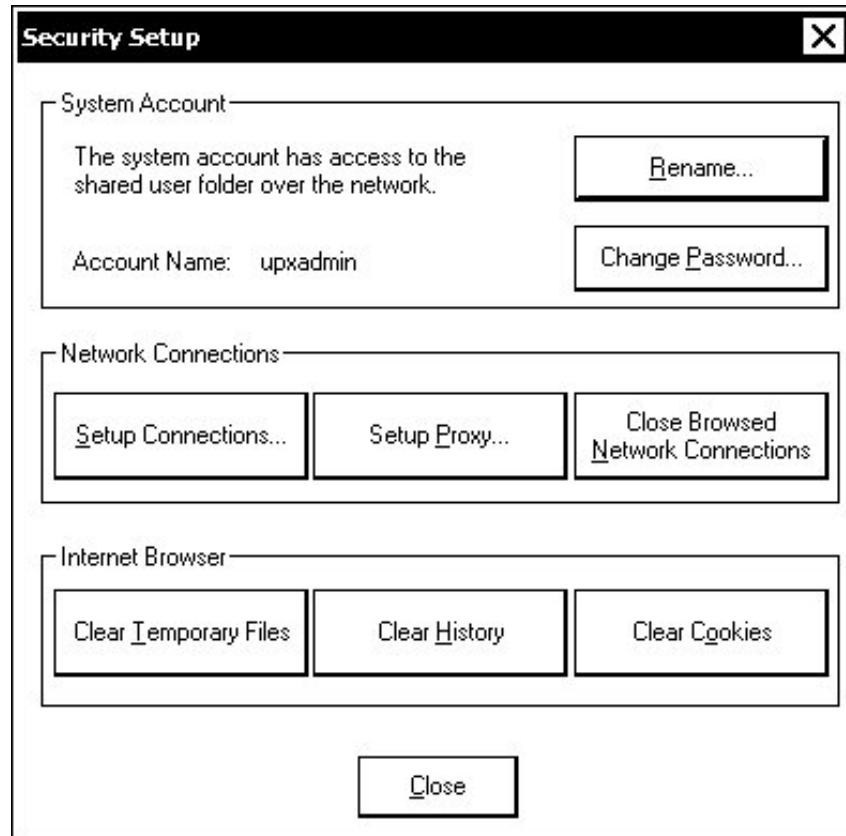 Security Setup
System Account
The system account has access to the
shared user folder over the network.
Rename...
Account Name: upxadmin
Change Password...
Network Connections
Setup Connections...
Setup Proxy...
Close Browsed
Network Connections
Internet Browser
Clear Temporary Files
Clear History
Clear Cookies
Close